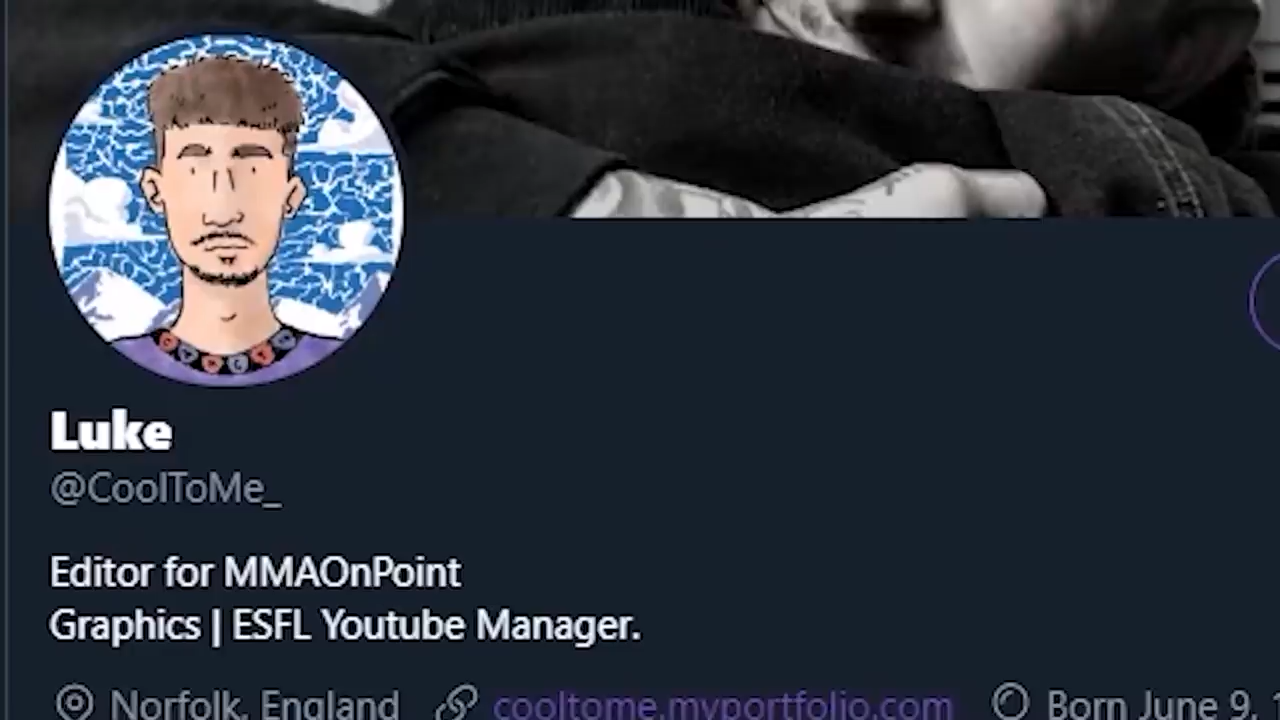 Luke
@CoolToMe_
Editor for MMAOnPoint
Graphics | ESFL Youtube Manager.
Norfolk, England cooltome.myportfolio.com Born June 9,